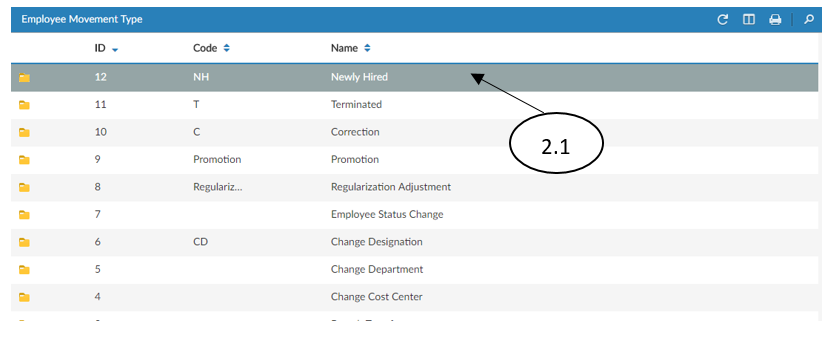 Employee Movement Type
ID Code Name
12 NH Newly Hired
11 T Terminated
10 C Correction
9 Promotion Promotion
8 Regulariz... Regularization Adjustment
7 Employee Status Change
6 CD Change Designation
5 Change Department
4 Change Cost Center
2.1